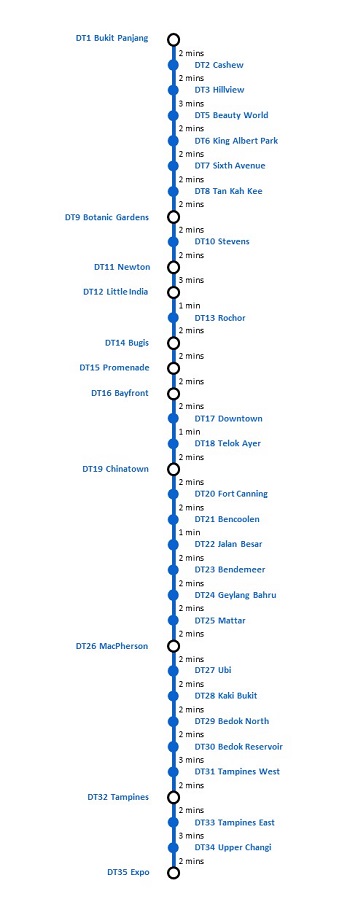 DT1 Bukit Panjang
2 mins
DT2 Cashew
2 mins
DT3 Hillview
3 mins
DT5 Beauty World
2 mins
DT6 King Albert Park
2 mins
DT7 Sixth Avenue
2 mins
DT8 Tan Kah Kee
2 mins
DT9 Botanic Gardens
2 mins
DT10 Stevens
2 mins
DT11 Newton
3 mins
DT12 Little India
1 min
DT13 Rochor
2 mins
DT14 Bugis
2 mins
DT15 Promenade
2 mins
DT16 Bayfront
2 mins
DT17 Downtown
1 min
DT18 Telok Ayer
2 mins
DT19 Chinatown
2 mins
DT20 Fort Canning
2 mins
DT21 Bencoolen
1 min
DT22 Jalan Besar
2 mins
DT23 Bendemeer
2 mins
DT24 Geylang Bahru
2 mins
DT25 Mattar
2 mins
DT26 MacPherson
2 mins
DT27 Ubi
2 mins
DT28 Kaki Bukit
2 mins
DT29 Bedok North
2 mins
DT30 Bedok Reservoir
3 mins
DT31 Tampines West
2 mins
DT32 Tampines
2 mins
DT33 Tampines East
3 mins
DT34 Upper Changi
2 mins
DT35 Expo